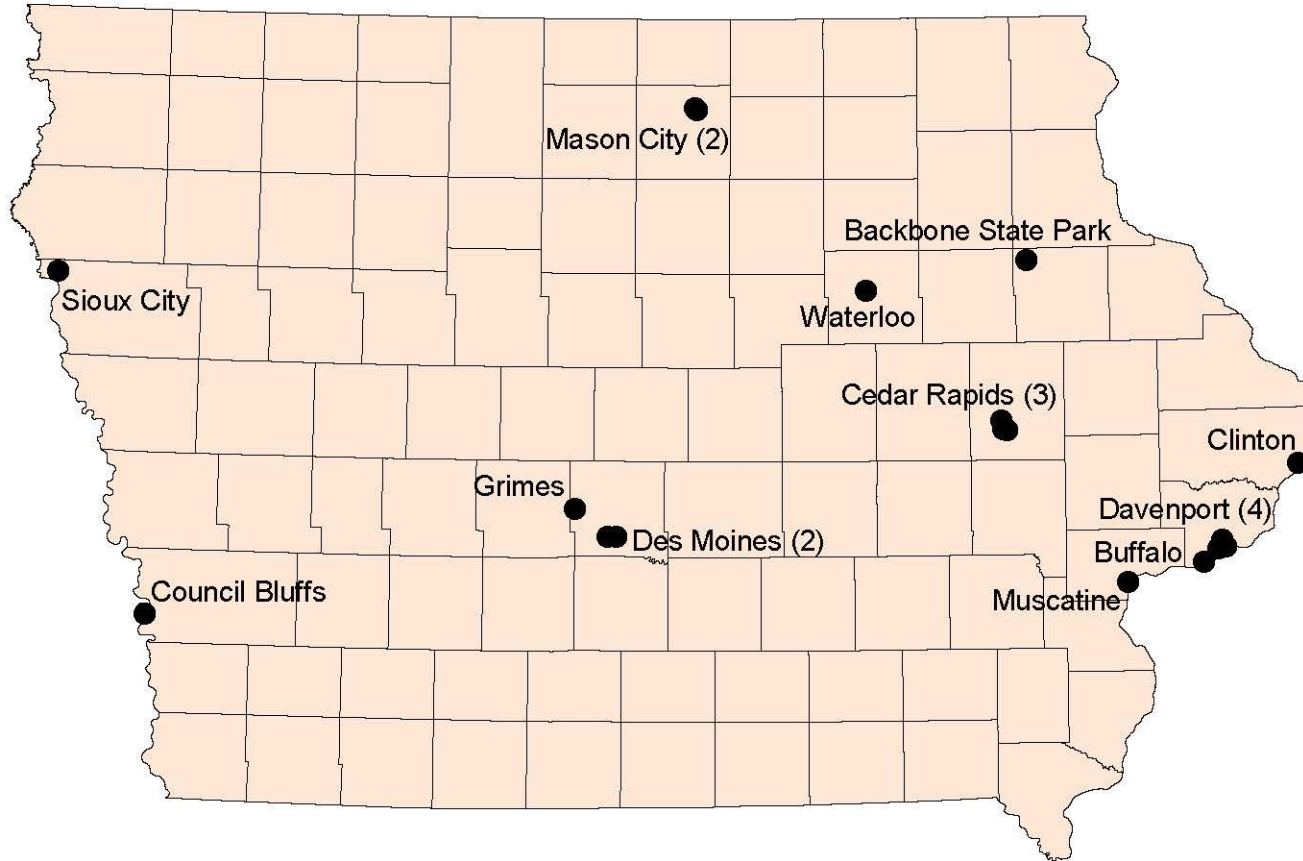 Mason City (2)
Backbone State Park
Sioux City
Waterloo
Cedar Rapids (3)
Clinton
Grimes
Davenport (4)
Des Moines (2)
Buffalo
Council Bluffs
Muscatine